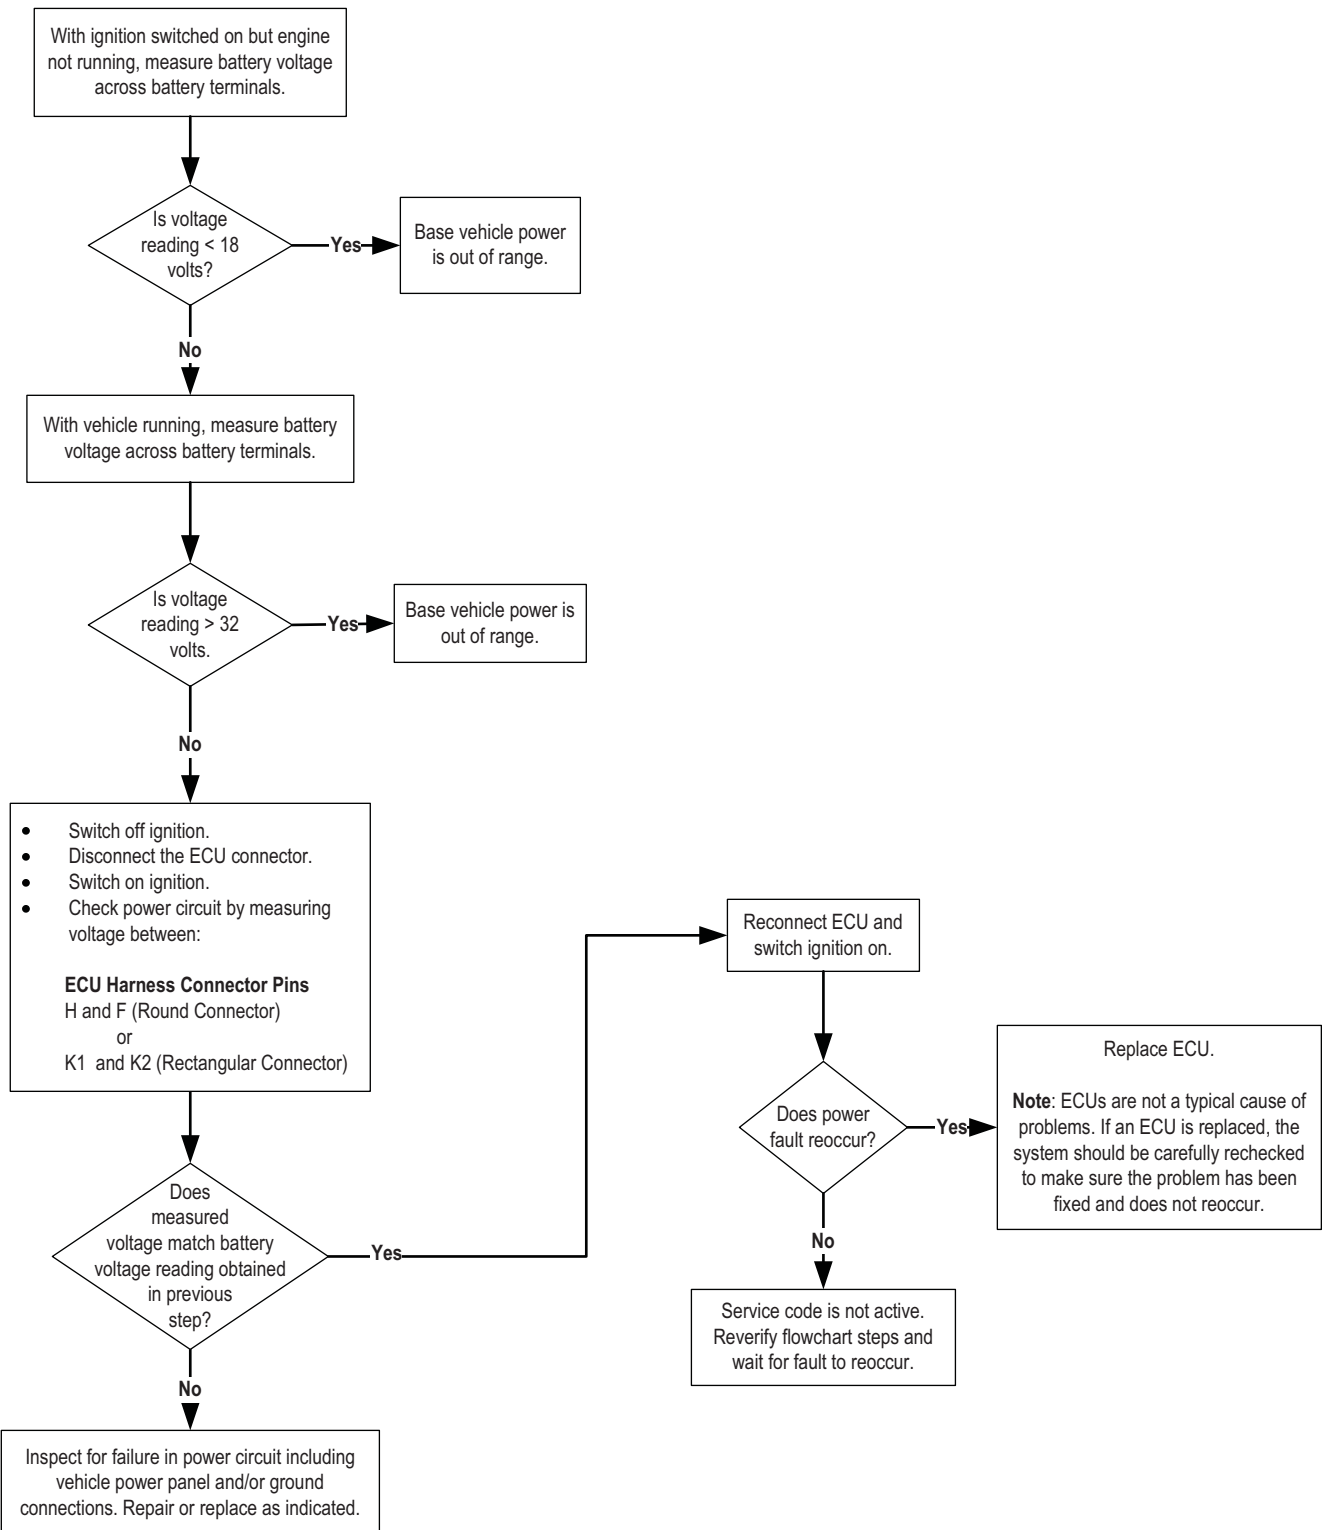 With ignition switched on but engine
not running, measure battery voltage
across battery terminals.
Is voltage
reading < 18
volts?
Yes
Base vehicle power
is out of range.
No
With vehicle running, measure battery
voltage across battery terminals.
Is voltage
reading > 32
volts.
Yes
Base vehicle power is
out of range.
No
• Switch off ignition.
• Disconnect the ECU connector.
• Switch on ignition.
• Check power circuit by measuring
voltage between:
ECU Harness Connector Pins
H and F (Round Connector)
or
K1 and K2 (Rectangular Connector)
Does
measured
voltage match battery
voltage reading obtained
in previous
step?
Yes
No
Inspect for failure in power circuit including
vehicle power panel and/or ground
connections. Repair or replace as indicated.
Reconnect ECU and
switch ignition on.
Does power
fault reoccur?
Yes
Replace ECU.
Note: ECUs are not a typical cause of
problems. If an ECU is replaced, the
system should be carefully rechecked
to make sure the problem has been
fixed and does not reoccur.
No
Service code is not active.
Reverify flowchart steps and
wait for fault to reoccur.